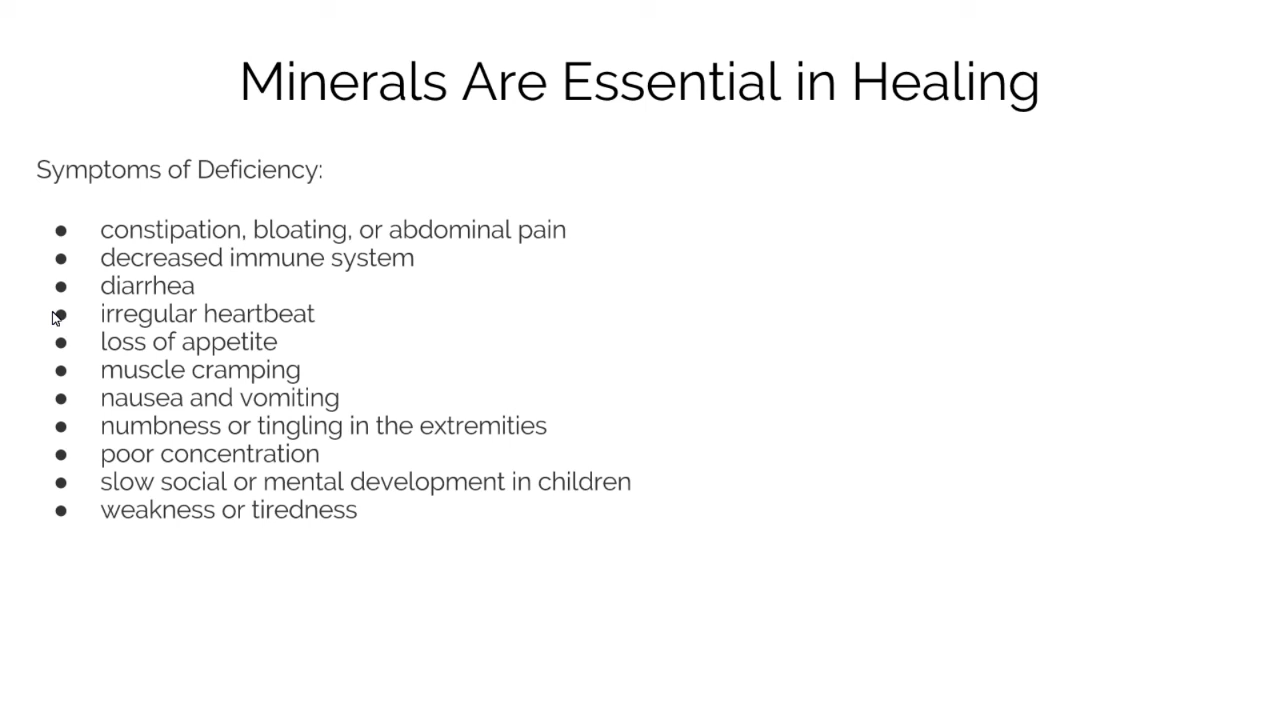 Minerals Are Essential in Healing
Symptoms of Deficiency:
● constipation, bloating, or abdominal pain
● decreased immune system
● diarrhea
● irregular heartbeat
● loss of appetite
● muscle cramping
● nausea and vomiting
● numbness or tingling in the extremities
● poor concentration
● slow social or mental development in children
● weakness or tiredness